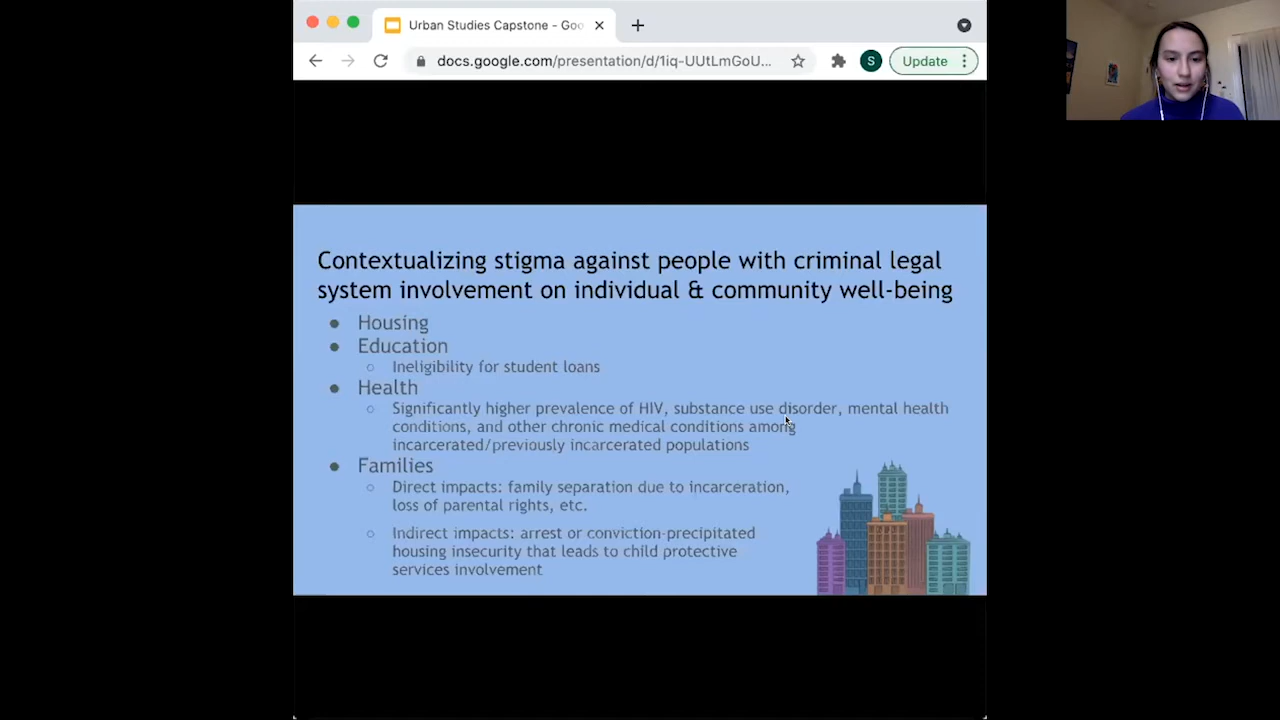 Urban Studies Capstone - Goo
docs.google.com/presentation/d/1iq-UUtLmGoU...
S
Update
Contextualizing stigma against people with criminal legal
system involvement on individual & community well-being
Housing
Education
Ineligibility for student loans
Health
Significantly higher prevalence of HIV, substance use disorder, mental health
conditions, and other chronic medical conditions among
incarcerated/previously incarcerated populations
Families
Direct impacts: family separation due to incarceration,
loss of parental rights, etc.
Indirect impacts: arrest or conviction-precipitated
housing insecurity that leads to child protective
services involvement